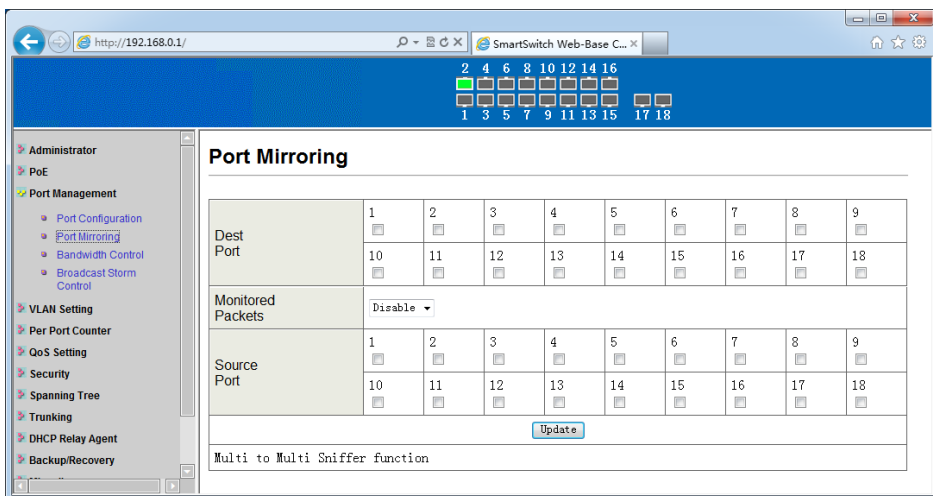 http://192.168.0.1/
SmartSwitch Web-Base C...
2 4 6 8 10 12 14 16
1 3 5 7 9 11 13 15 17 18
Administrator
PoE
Port Management
Port Configuration
Port Mirroring
Bandwidth Control
Broadcast Storm
Control
VLAN Setting
Per Port Counter
QoS Setting
Security
Spanning Tree
Trunking
DHCP Relay Agent
Backup/Recovery
Port Mirroring
Dest
Port
1 2 3 4 5 6 7 8 9
10 11 12 13 14 15 16 17 18
Monitored
Packets
Disable
Source
Port
1 2 3 4 5 6 7 8 9
10 11 12 13 14 15 16 17 18
Update
Multi to Multi Sniffer function